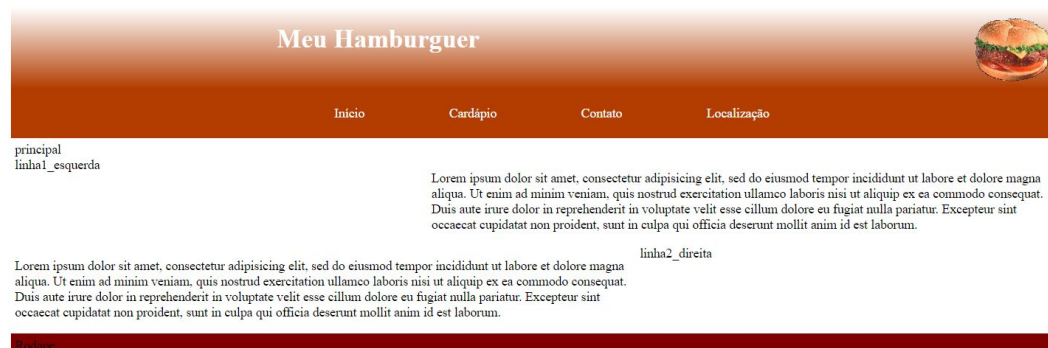 Meu Hamburguer
Início Cardápio Contato Localização
principal
linha1_esquerda
Lorem ipsum dolor sit amet, consectetur adipisicing elit, sed do eiusmod tempor incididunt ut labore et dolore magna
aliqua. Ut enim ad minim veniam, quis nostrud exercitation ullamco laboris nisi ut aliquip ex ea commodo consequat.
Duis aute irure dolor in reprehenderit in voluptate velit esse cillum dolore eu fugiat nulla pariatur. Excepteur sint
occaecat cupidatat non proident, sunt in culpa qui officia deserunt mollit anim id est laborum.
linha2_direita
Lorem ipsum dolor sit amet, consectetur adipisicing elit, sed do eiusmod tempor incididunt ut labore et dolore magna
aliqua. Ut enim ad minim veniam, quis nostrud exercitation ullamco laboris nisi ut aliquip ex ea commodo consequat.
Duis aute irure dolor in reprehenderit in voluptate velit esse cillum dolore eu fugiat nulla pariatur. Excepteur sint
occaecat cupidatat non proident, sunt in culpa qui officia deserunt mollit anim id est laborum.